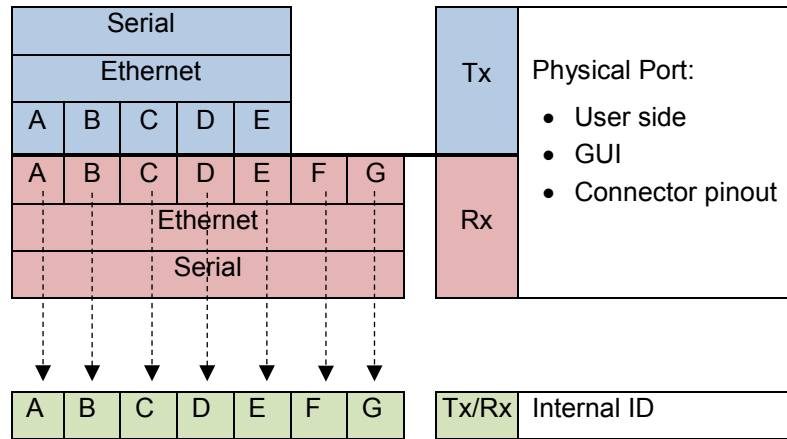 Serial
Ethernet
A B C D E
Tx
Physical Port:
• User side
• GUI
• Connector pinout
A B C D E F G
Ethernet
Serial
Rx
A B C D E F G
Tx/Rx Internal ID